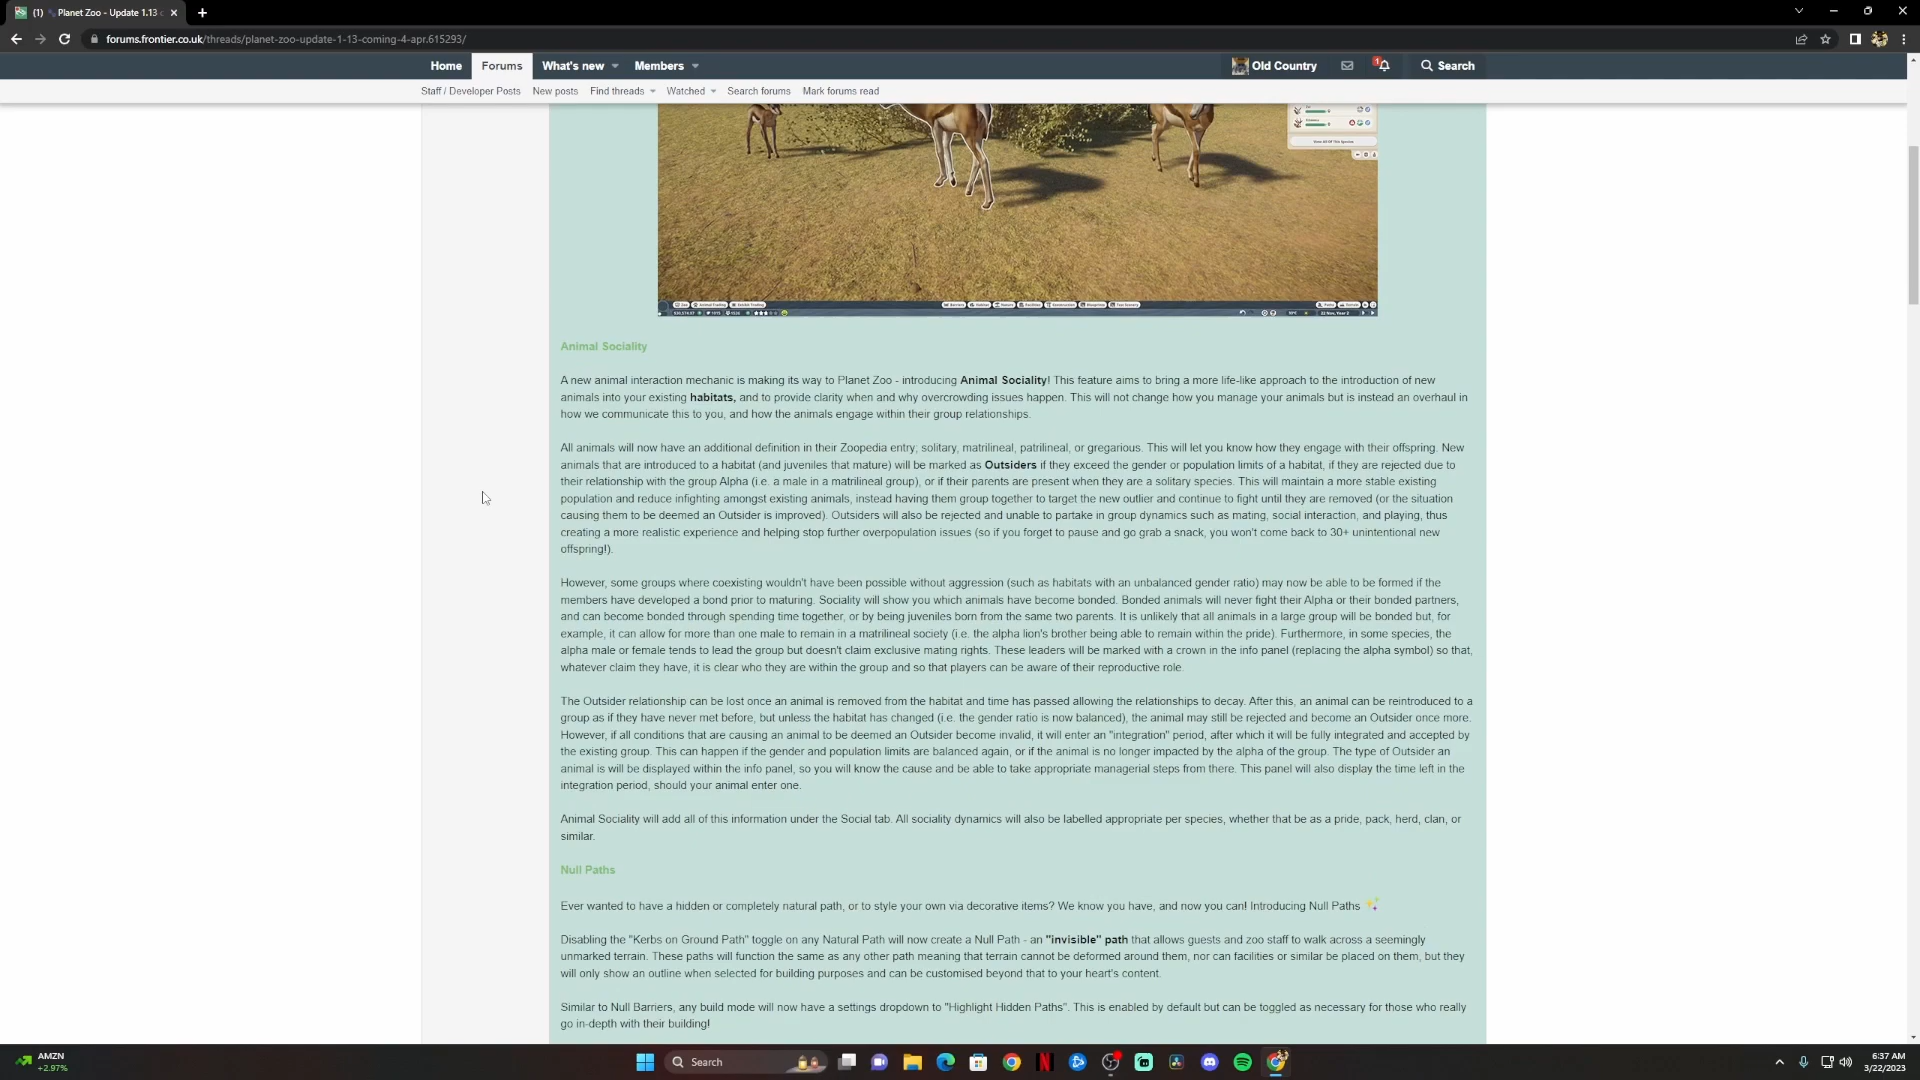 (1) Planet Zoo - Update 1.13
forums.frontier.co.uk/threads/planet-zoo-update-1-13-coming-4-apr.615293/
Home Forums What's new Members Old Country 1 Search
Staff / Developer Posts New posts Find threads Watched Search forums Mark forums read
Animal Sociality
A new animal interaction mechanic is making its way to Planet Zoo - introducing Animal Sociality! This feature aims to bring a more life-like approach to the introduction of new
animals into your existing habitats, and to provide clarity when and why overcrowding issues happen. This will not change how you manage your animals but is instead an overhaul in
how we communicate this to you, and how the animals engage within their group relationships.
All animals will now have an additional definition in their Zoopedia entry; solitary, matrilineal, patrilineal, or gregarious. This will let you know how they engage with their offspring. New
animals that are introduced to a habitat (and juveniles that mature) will be marked as Outsiders if they exceed the gender or population limits of a habitat, if they are rejected due to
their relationship with the group Alpha (i.e. a male in a matrilineal group), or if their parents are present when they are a solitary species. This will maintain a more stable existing
population and reduce infighting amongst existing animals, instead having them group together to target the new outlier and continue to fight until they are removed (or the situation
causing them to be deemed an Outsider is improved). Outsiders will also be rejected and unable to partake in group dynamics such as mating, social interaction, and playing, thus
creating a more realistic experience and helping stop further overpopulation issues (so if you forget to pause and go grab a snack, you won't come back to 30+ unintentional new
offspring!).
However, some groups where coexisting wouldn't have been possible without aggression (such as habitats with an unbalanced gender ratio) may now be able to be formed if the
members have developed a bond prior to maturing. Sociality will show you which animals have become bonded. Bonded animals will never fight their Alpha or their bonded partners,
and can become bonded through spending time together, or by being juveniles born from the same two parents. It is unlikely that all animals in a large group will be bonded but, for
example, it can allow for more than one male to remain in a matrilineal society (i.e. the alpha lion's brother being able to remain within the pride). Furthermore, in some species, the
alpha male or female tends to lead the group but doesn't claim exclusive mating rights. These leaders will be marked with a crown in the info panel (replacing the alpha symbol) so that,
whatever claim they have, it is clear who they are within the group and so that players can be aware of their reproductive role.
The Outsider relationship can be lost once an animal is removed from the habitat and time has passed allowing the relationships to decay. After this, an animal can be reintroduced to a
group as if they have never met before, but unless the habitat has changed (i.e. the gender ratio is now balanced), the animal may still be rejected and become an Outsider once more.
However, if all conditions that are causing an animal to be deemed an Outsider become invalid, it will enter an "integration" period, after which it will be fully integrated and accepted by
the existing group. This can happen if the gender and population limits are balanced again, or if the animal is no longer impacted by the alpha of the group. The type of Outsider an
animal is will be displayed within the info panel, so you will know the cause and be able to take appropriate managerial steps from there. This panel will also display the time left in the
integration period, should your animal enter one.
Animal Sociality will add all of this information under the Social tab. All sociality dynamics will also be labelled appropriate per species, whether that be as a pride, pack, herd, clan, or
similar.
Null Paths
Ever wanted to have a hidden or completely natural path, or to style your own via decorative items? We know you have, and now you can! Introducing Null Paths
Disabling the "Kerbs on Ground Path" toggle on any Natural Path will now create a Null Path - an "invisible" path that allows guests and zoo staff to walk across a seemingly
unmarked terrain. These paths will function the same as any other path meaning that terrain cannot be deformed around them, nor can facilities or similar be placed on them, but they
will only show an outline when selected for building purposes and can be customised beyond that to your heart's content.
Similar to Null Barriers, any build mode will now have a settings dropdown to "Highlight Hidden Paths". This is enabled by default but can be toggled as necessary for those who really
go in-depth with their building!
AMZN
+2.97%
Search
6:37 AM
3/22/2023